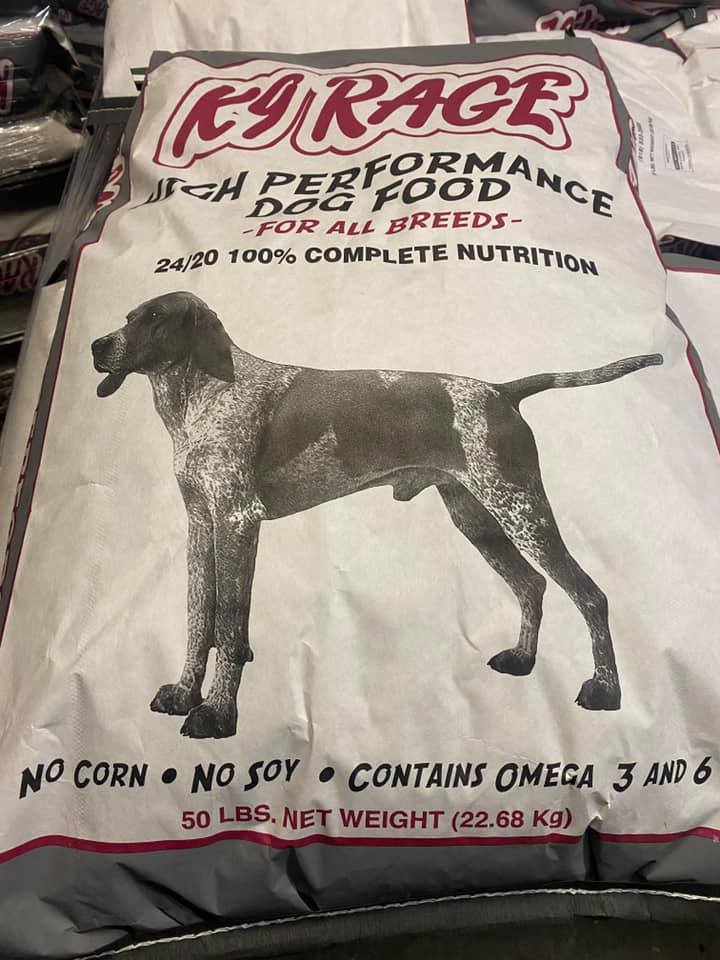 K9 RAGE
HIGH PERFORMANCE
DOG FOOD
-FOR ALL BREEDS-
24/20 100% COMPLETE NUTRITION
NO CORN • NO SOY • CONTAINS OMEGA 3 AND 6
50 LBS. NET WEIGHT (22.68 Kg)